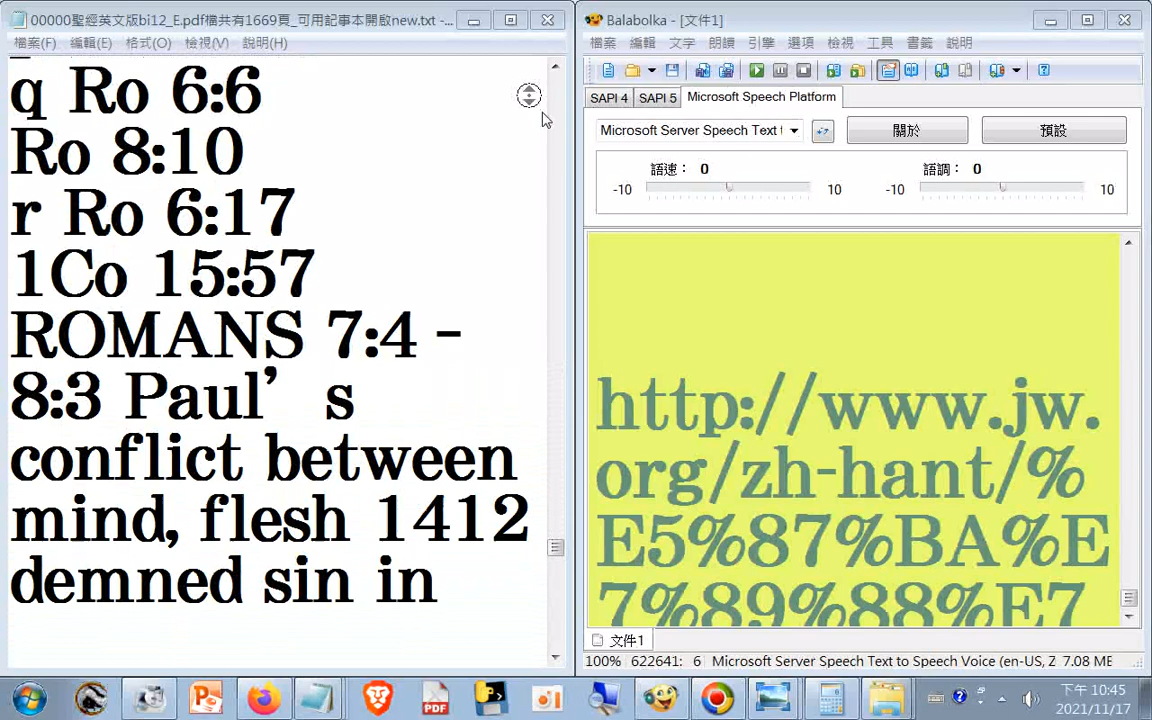 00000聖經英文版bi12_E.pdf檔共有1669頁_可用記事本開啟new.txt -...
檔案(F) 編輯(E) 格式(O) 檢視(V) 說明(H)
q Ro 6:6
Ro 8:10
r Ro 6:17
1Co 15:57
ROMANS 7:4 –
8:3 Paul’ s
conflict between
mind, flesh 1412
demned sin in
Balabolka - [文件1]
檔案 編輯 文字 朗讀 引擎 選項 檢視 工具 書籤 說明
SAPI 4 SAPI 5 Microsoft Speech Platform
Microsoft Server Speech Text t 關於 預設
語速： 0 語調： 0
-10 10 -10 10
http://www.jw.
org/zh-hant/%
E5%87%BA%E
7%89%88%E7
文件1
100% 622641: 6 Microsoft Server Speech Text to Speech Voice (en-US, Z 7.08 ME
PDF
下午 10:45
2021/11/17